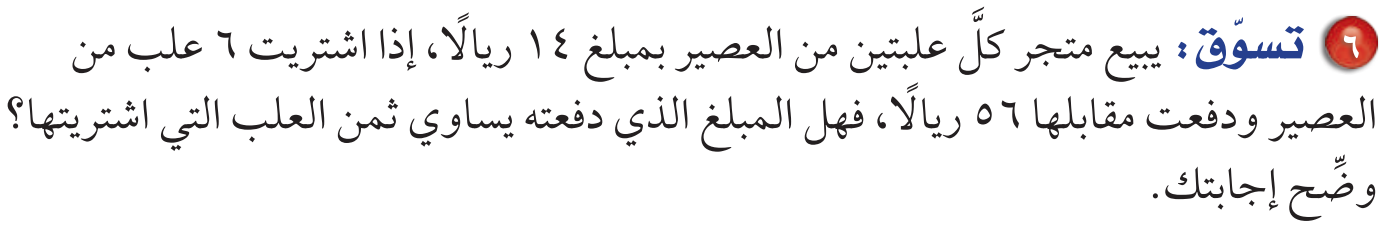 ٦ تسوّق: يبيع متجر كلَّ علبتين من العصير بمبلغ ١٤ ريالًا، إذا اشتريت ٦ علب من
العصير ودفعت مقابلها ٥٦ ريالًا، فهل المبلغ الذي دفعته يساوي ثمن العلب التي اشتريتها؟
وضِّح إجابتك.